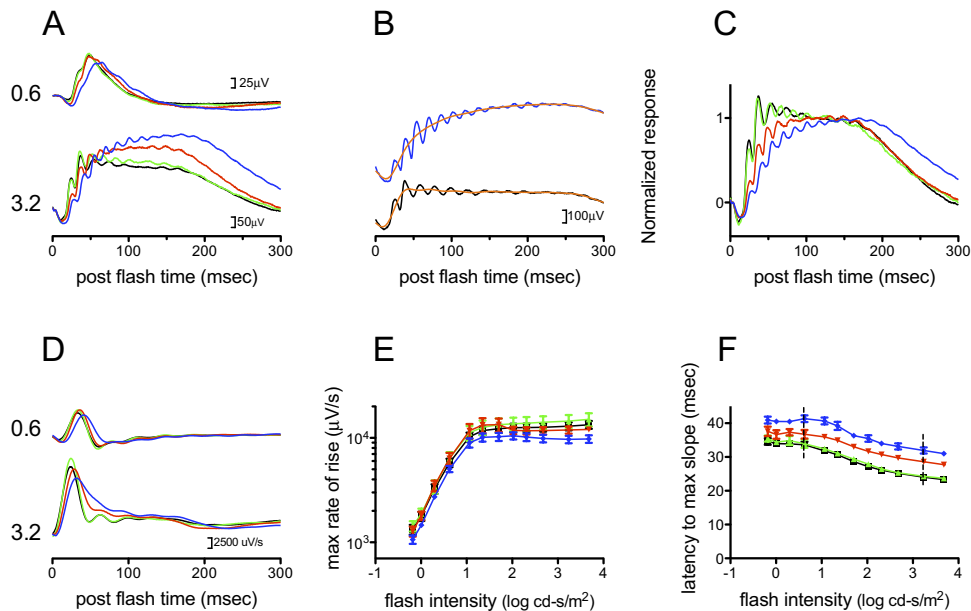 A
B
C
0.6
]25μV
3.2
]50μV
0 100 200 300
post flash time (msec)
]100μV
0 100 200 300
post flash time (msec)
Normalized response
1
0
0 100 200 300
post flash time (msec)
D
E
F
0.6
3.2
]2500 uV/s
0 100 200 300
post flash time (msec)
max rate of rise (μV/s)
10⁴
10³
-1 0 1 2 3 4
flash intensity (log cd-s/m²)
latency to max slope (msec)
40
30
20
10
0
-1 0 1 2 3 4
flash intensity (log cd-s/m²)